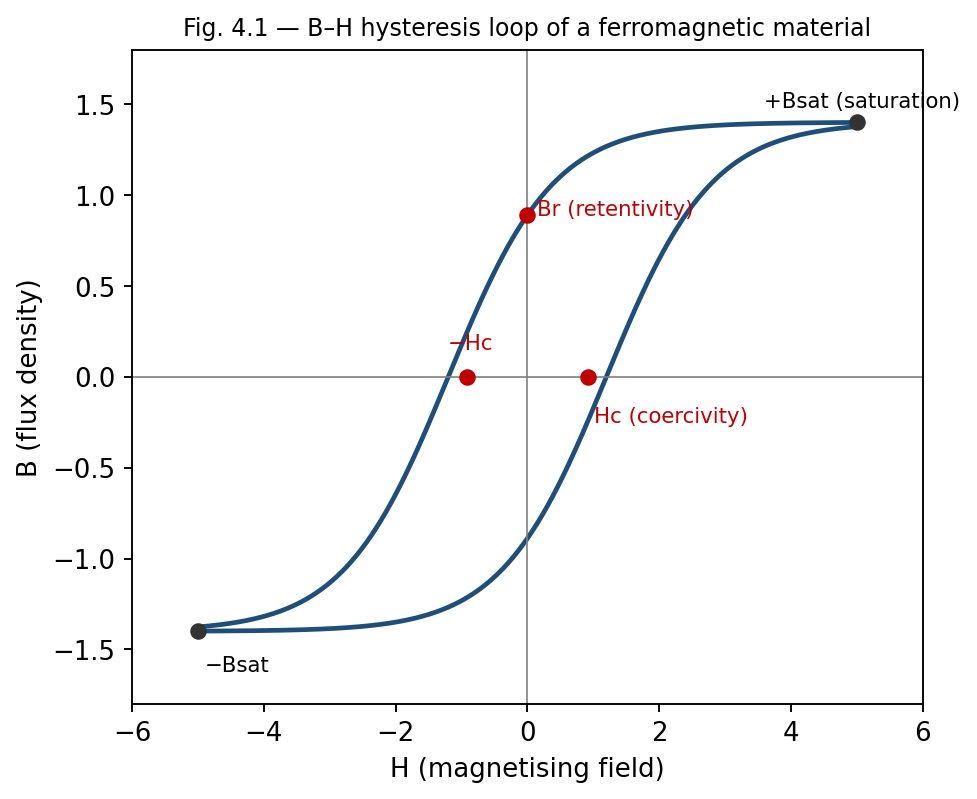 Fig. 4.1 — B–H hysteresis loop of a ferromagnetic material
+Bsat (saturation)
Br (retentivity)
−Hc
Hc (coercivity)
−Bsat
B (flux density)
1.5
1.0
0.5
0.0
−0.5
−1.0
−1.5
−6 −4 −2 0 2 4 6
H (magnetising field)